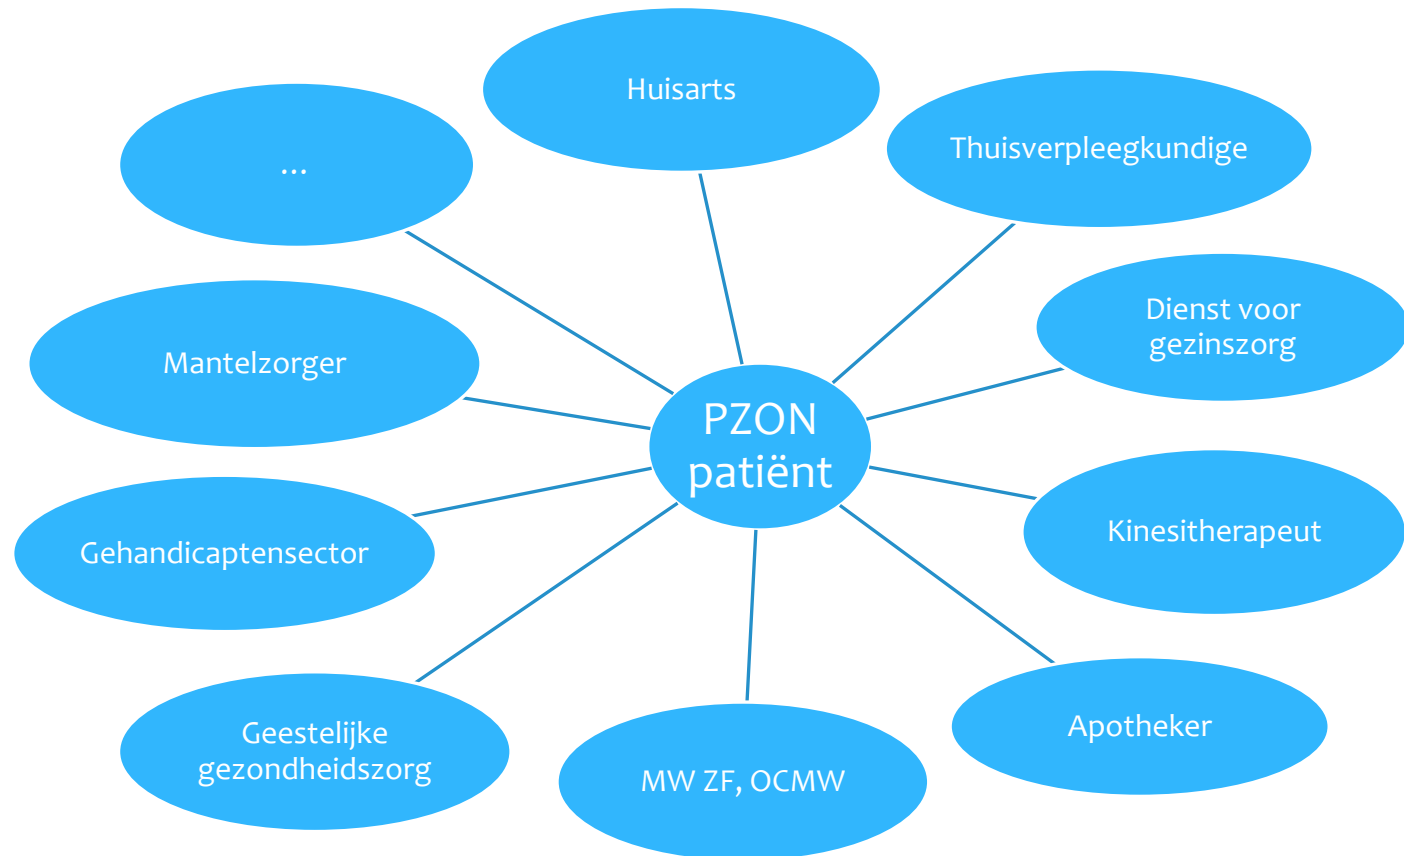 Huisarts
Thuisverpleegkundige
...
Dienst voor
gezinszorg
Mantelzorger
PZON
patiënt
Kinesitherapeut
Gehandicaptensector
Apotheker
Geestelijke
gezondheidszorg
MW ZF, OCMW